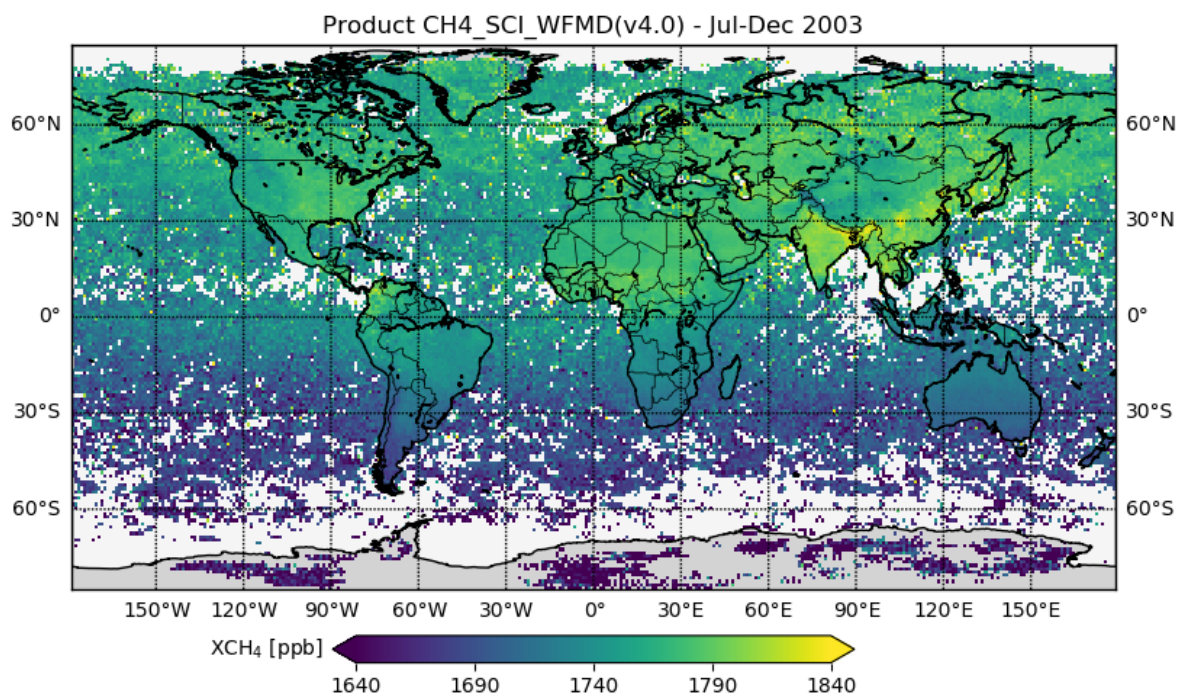 Product CH4_SCI_WFMD(v4.0) - Jul-Dec 2003
60°N 60°N
30°N 30°N
0° 0°
30°S 30°S
60°S 60°S
150°W 120°W 90°W 60°W 30°W 0° 30°E 60°E 90°E 120°E 150°E
XCH₄ [ppb]
1640 1690 1740 1790 1840